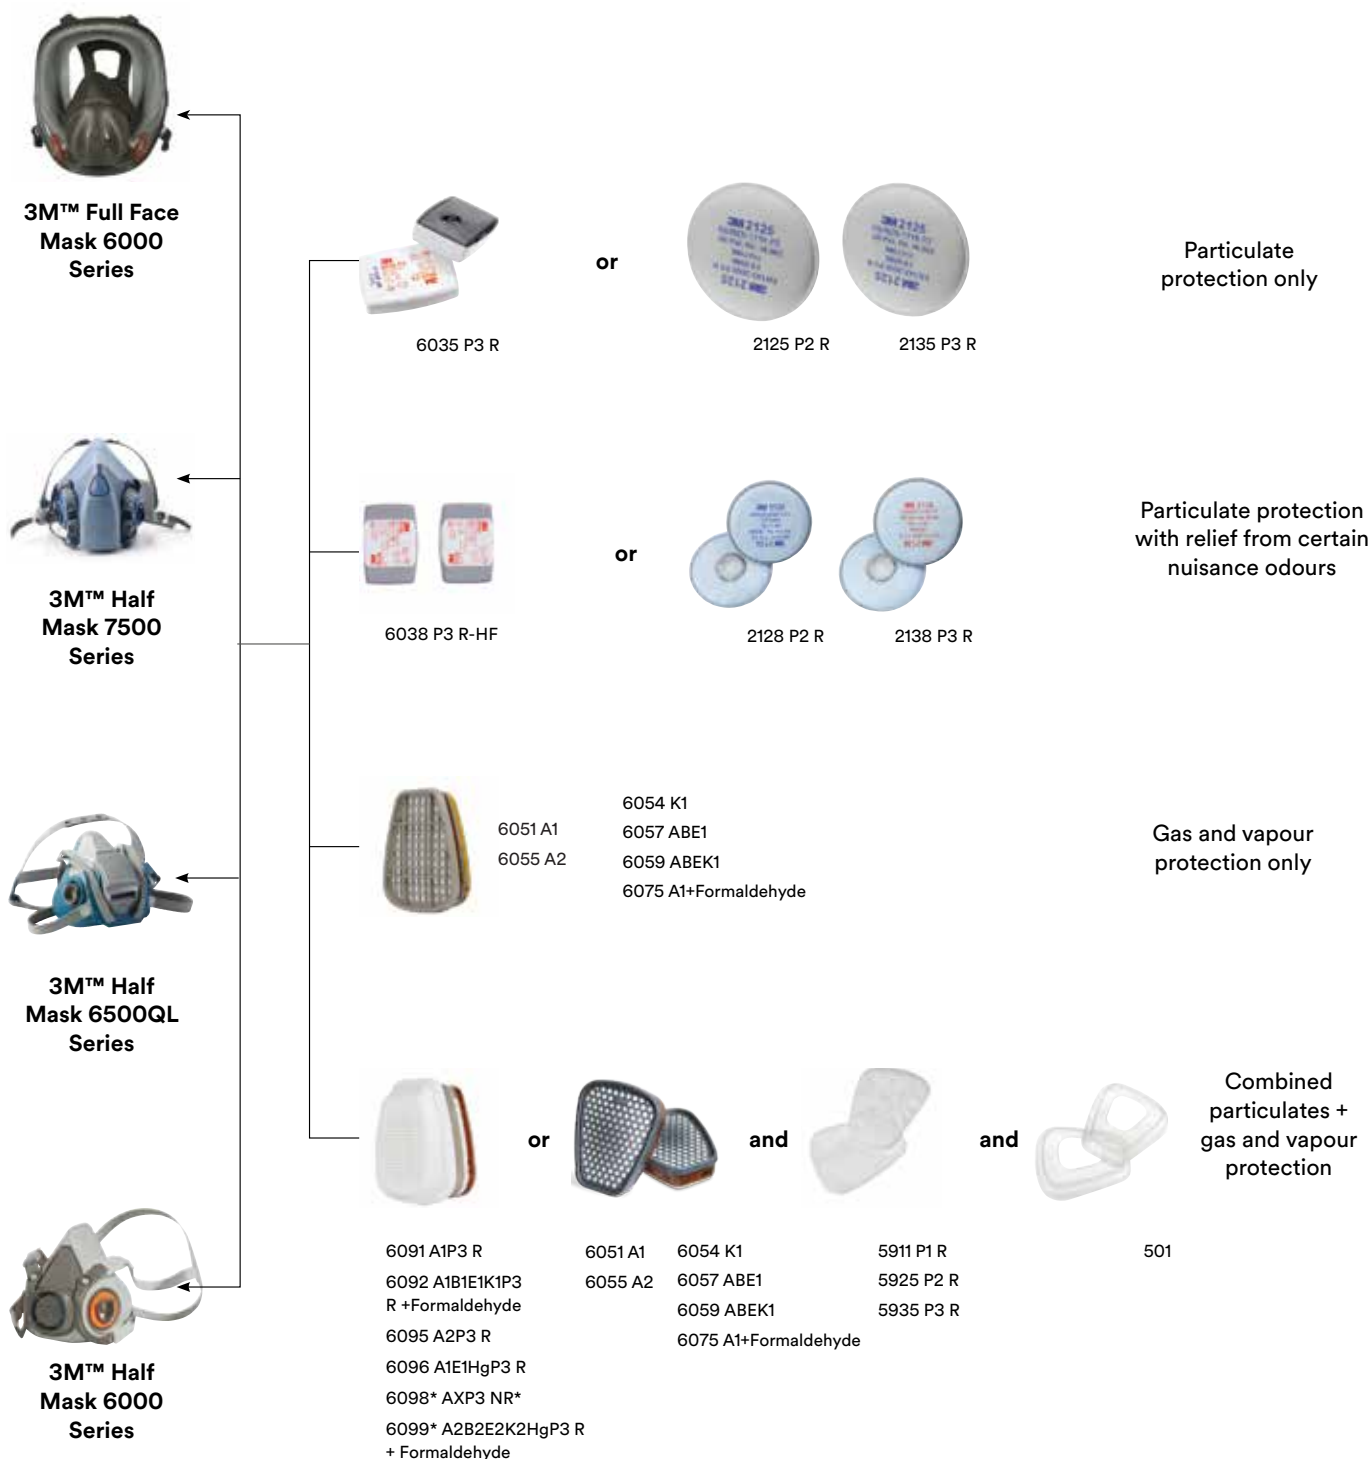 3M™ Full Face
Mask 6000
Series
or
Particulate
protection only
3M 2125
3M 2125
6035 P3 R
2125 P2 R
2135 P3 R
3M™ Half
Mask 7500
Series
or
Particulate protection
with relief from certain
nuisance odours
6038 P3 R-HF
2128 P2 R
2138 P3 R
6051 A1
6055 A2
6054 K1
6057 ABE1
6059 ABEK1
6075 A1+Formaldehyde
Gas and vapour
protection only
3M™ Half
Mask 6500QL
Series
or
and
and
Combined
particulates +
gas and vapour
protection
6091 A1P3 R
6092 A1B1E1K1P3
R +Formaldehyde
6095 A2P3 R
6096 A1E1HgP3 R
6098* AXP3 NR*
6099* A2B2E2K2HgP3 R
+ Formaldehyde
6051 A1
6055 A2
6054 K1
6057 ABE1
6059 ABEK1
6075 A1+Formaldehyde
5911 P1 R
5925 P2 R
5935 P3 R
501
3M™ Half
Mask 6000
Series